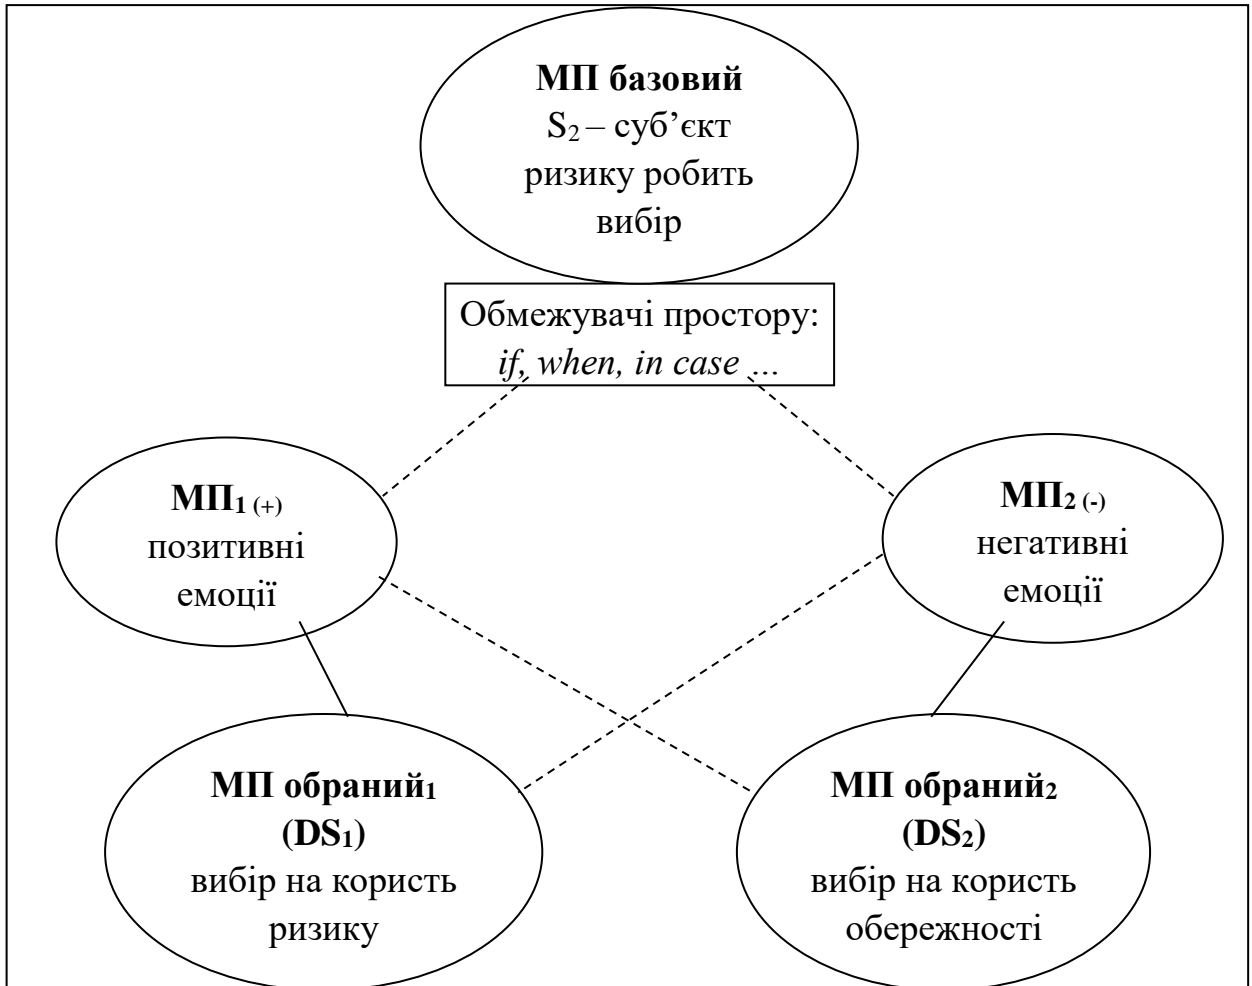 МП базовий
S₂ – суб’єкт
ризику робить
вибір
Обмежувачі простору:
if, when, in case ...
МП₁ (+)
позитивні
емоції
МП₂ (-)
негативні
емоції
МП обраний₁
(DS₁)
вибір на користь
ризику
МП обраний₂
(DS₂)
вибір на користь
обережності